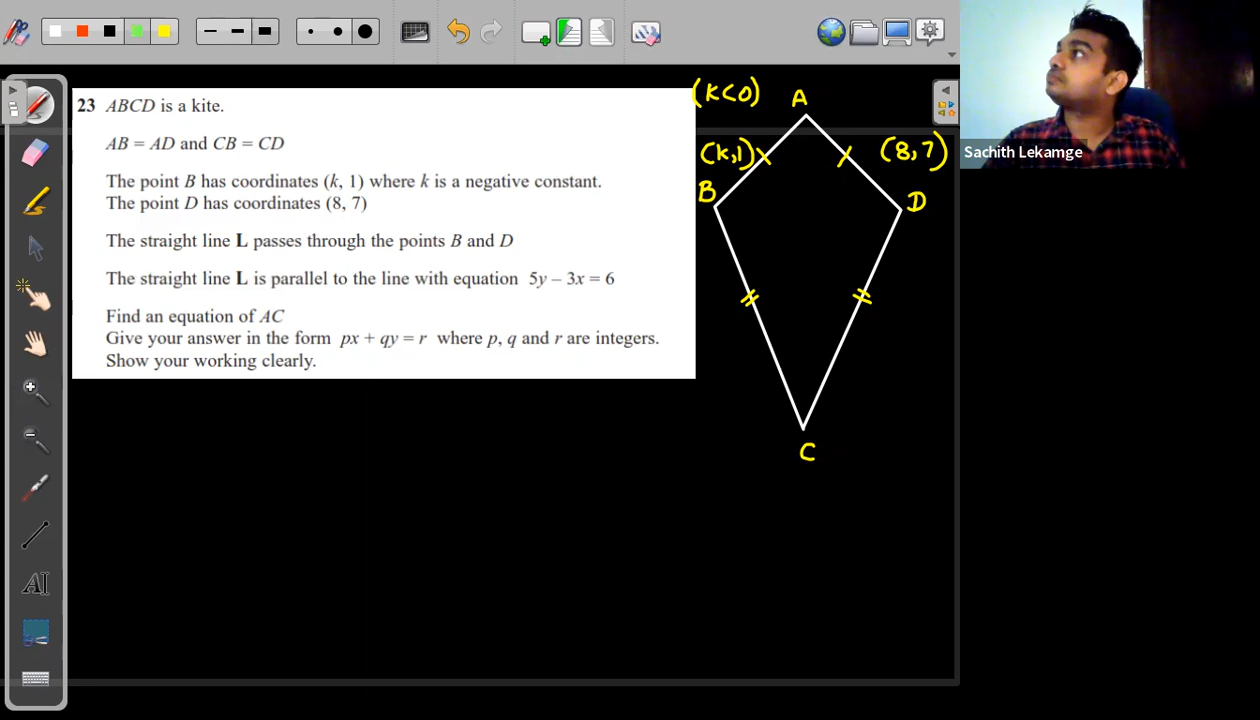 23 ABCD is a kite.
AB = AD and CB = CD
The point B has coordinates (k, 1) where k is a negative constant.
The point D has coordinates (8, 7)
The straight line L passes through the points B and D
The straight line L is parallel to the line with equation 5y – 3x = 6
Find an equation of AC
Give your answer in the form px + qy = r where p, q and r are integers.
Show your working clearly.
(k<0)
A
(k,1)
(8,7)
B
D
C
Sachith Lekamge
AI